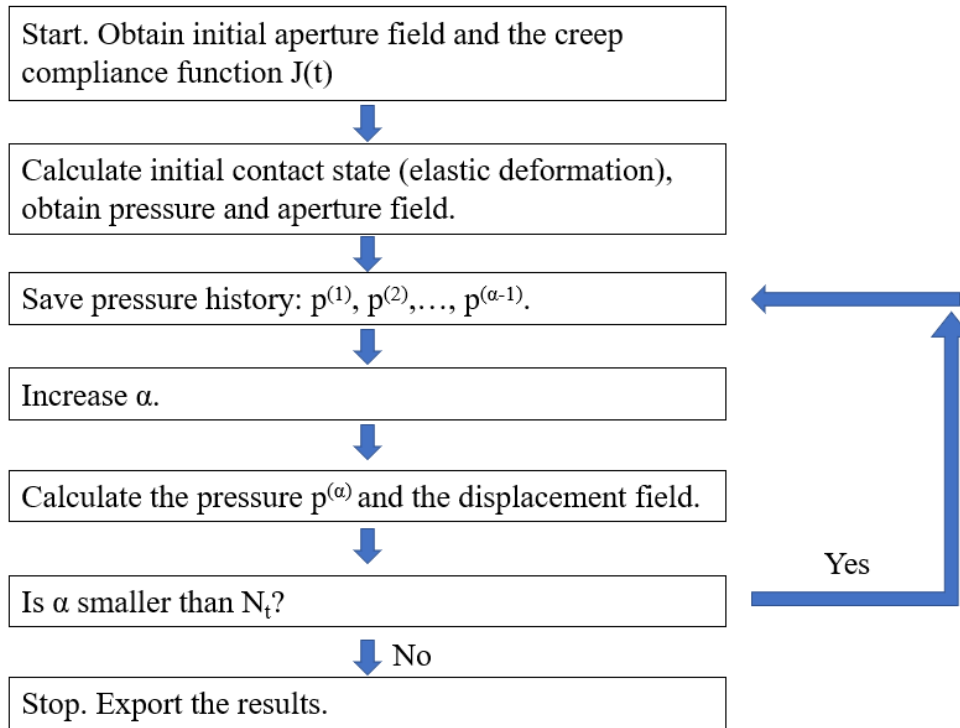 Start. Obtain initial aperture field and the creep
compliance function J(t)
Calculate initial contact state (elastic deformation),
obtain pressure and aperture field.
Save pressure history: p⁽¹⁾, p⁽²⁾,…, p⁽ᵅ⁻¹⁾.
Increase α.
Calculate the pressure p⁽ᵅ⁾ and the displacement field.
Yes
Is α smaller than Nₜ?
No
Stop. Export the results.